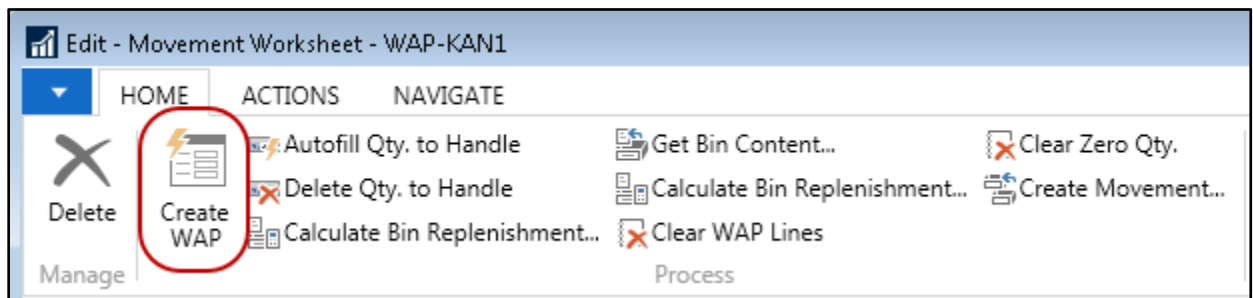 Edit - Movement Worksheet - WAP-KAN1
HOME ACTIONS NAVIGATE
Delete
Create
WAP
Autofill Qty. to Handle
Delete Qty. to Handle
Calculate Bin Replenishment...
Get Bin Content...
Calculate Bin Replenishment...
Clear WAP Lines
Clear Zero Qty.
Create Movement...
Manage
Process